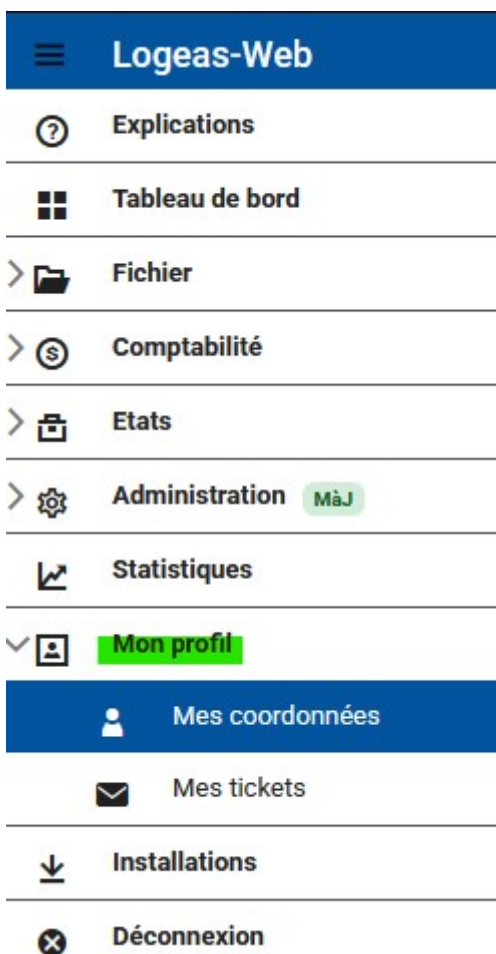 Logeas-Web
Explications
Tableau de bord
Fichier
Comptabilité
Etats
Administration MàJ
Statistiques
Mon profil
Mes coordonnées
Mes tickets
Installations
Déconnexion